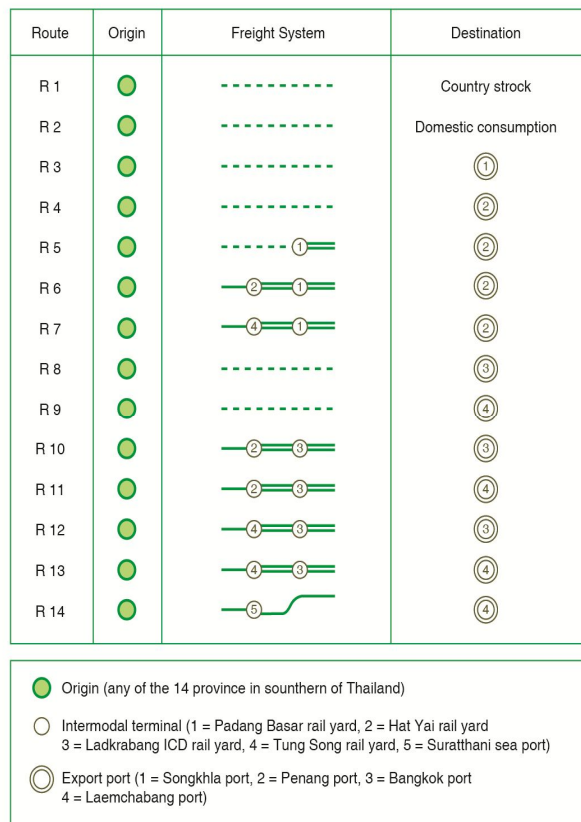 Route Origin Freight System Destination
R 1 Country strock
R 2 Domestic consumption
R 3 1
R 4 2
R 5 1 2
R 6 2 1 2
R 7 4 1 2
R 8 3
R 9 4
R 10 2 3 3
R 11 2 3 4
R 12 4 3 3
R 13 4 3 4
R 14 5 4
Origin (any of the 14 province in sounthern of Thailand)
Intermodal terminal (1 = Padang Basar rail yard, 2 = Hat Yai rail yard
3 = Ladkrabang ICD rail yard, 4 = Tung Song rail yard, 5 = Suratthani sea port)
Export port (1 = Songkhla port, 2 = Penang port, 3 = Bangkok port
4 = Laemchabang port)